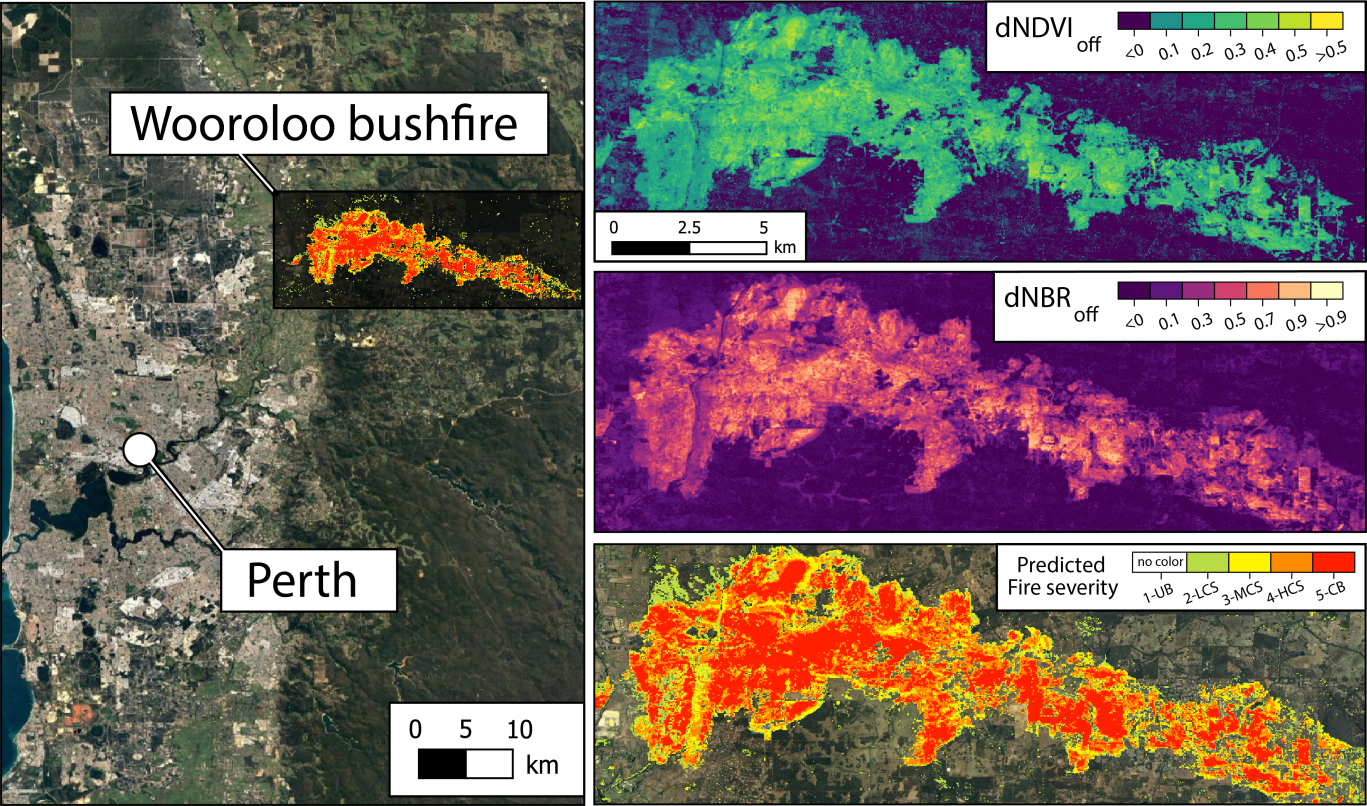 Wooroloo bushfire
Perth
0 5 10
km
dNDVI off
<0 0.1 0.2 0.3 0.4 0.5 >0.5
0 2.5 5
km
dNBR off
<0 0.1 0.3 0.5 0.7 0.9 >0.9
Predicted
Fire severity
no color
1-UB 2-LCS 3-MCS 4-HCS 5-CB